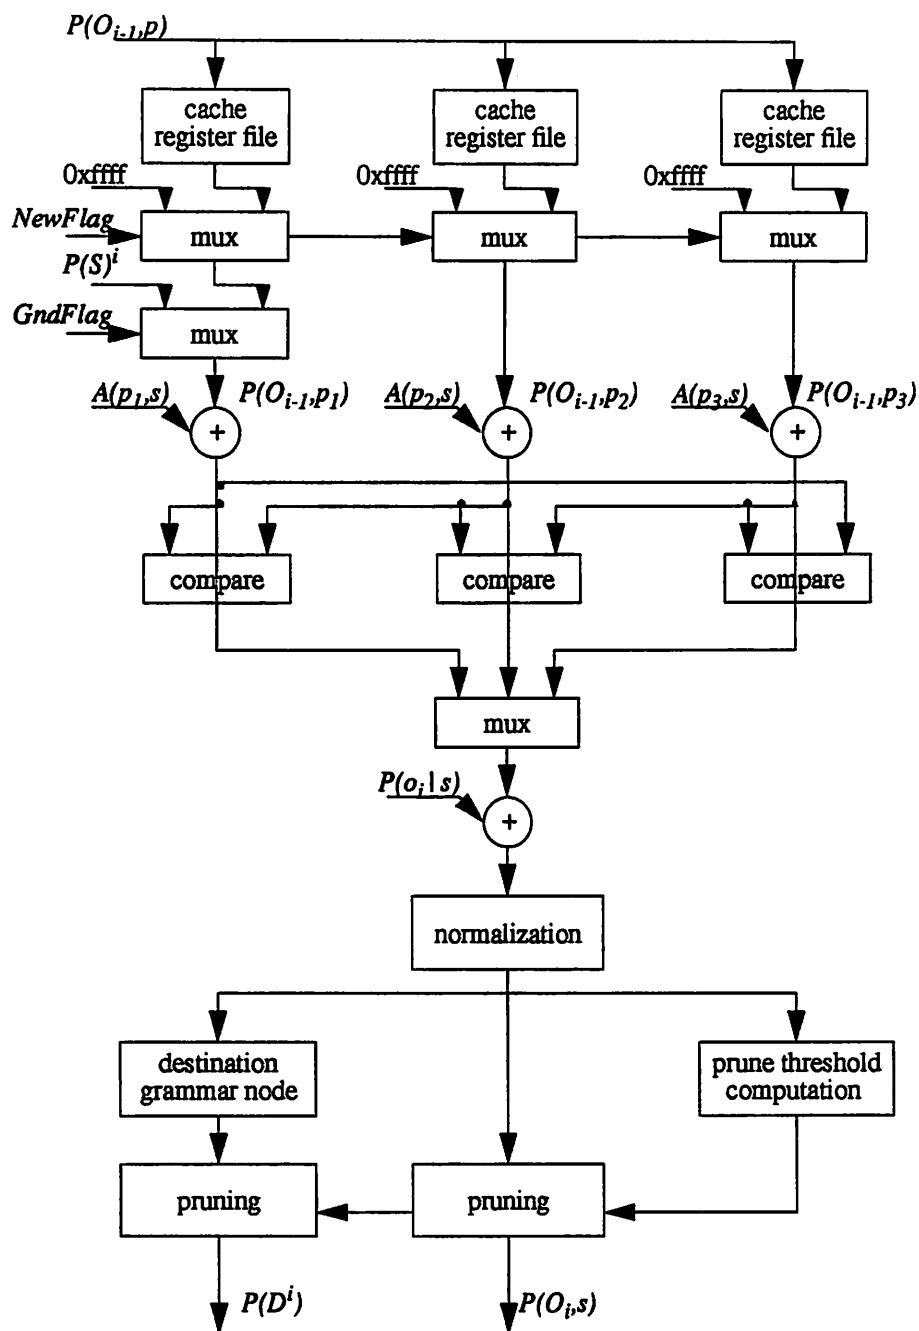 P(O_{i-1},p)
cache register file
cache register file
cache register file
0xffff
0xffff
0xffff
NewFlag
mux
mux
mux
P(S)^i
GndFlag
mux
A(p_1,s)
P(O_{i-1},p_1)
A(p_2,s)
P(O_{i-1},p_2)
A(p_3,s)
P(O_{i-1},p_3)
+
+
+
compare
compare
compare
mux
P(o_i | s)
+
normalization
destination
grammar node
prune threshold
computation
pruning
pruning
P(D^i)
P(O_i,s)